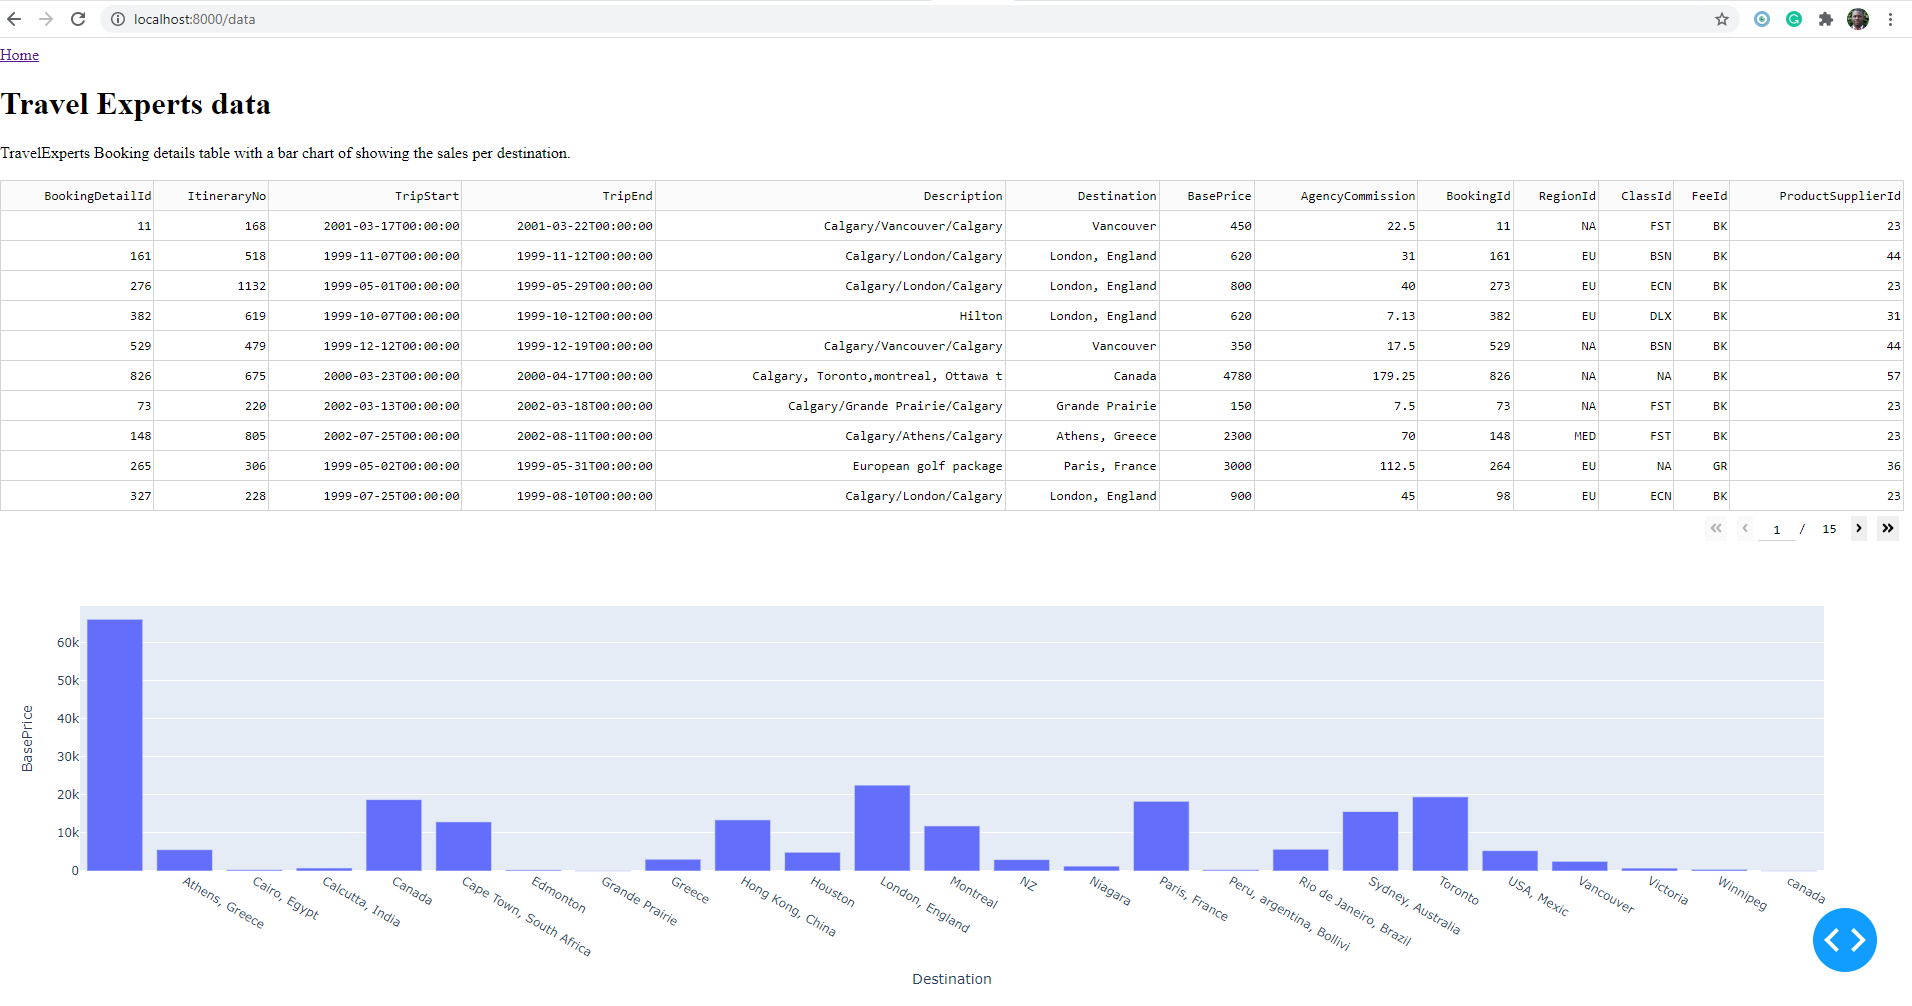 localhost:8000/data
Home
Travel Experts data
TravelExperts Booking details table with a bar chart of showing the sales per destination.
BookingDetailId ItineraryNo TripStart TripEnd Description Destination BasePrice AgencyCommission BookingId RegionId ClassId FeeId ProductSupplierId
11 168 2001-03-17T00:00:00 2001-03-22T00:00:00 Calgary/Vancouver/Calgary Vancouver 450 22.5 11 NA FST BK 23
161 518 1999-11-07T00:00:00 1999-11-12T00:00:00 Calgary/London/Calgary London, England 620 31 161 EU BSN BK 44
276 1132 1999-05-01T00:00:00 1999-05-29T00:00:00 Calgary/London/Calgary London, England 800 40 273 EU ECN BK 23
382 619 1999-10-07T00:00:00 1999-10-12T00:00:00 Hilton London, England 620 7.13 382 EU DLX BK 31
529 479 1999-12-12T00:00:00 1999-12-19T00:00:00 Calgary/Vancouver/Calgary Vancouver 350 17.5 529 NA BSN BK 44
826 675 2000-03-23T00:00:00 2000-04-17T00:00:00 Calgary, Toronto,montreal, Ottawa t Canada 4780 179.25 826 NA NA BK 57
73 220 2002-03-13T00:00:00 2002-03-18T00:00:00 Calgary/Grande Prairie/Calgary Grande Prairie 150 7.5 73 NA FST BK 23
148 805 2002-07-25T00:00:00 2002-08-11T00:00:00 Calgary/Athens/Calgary Athens, Greece 2300 70 148 MED FST BK 23
265 306 1999-05-02T00:00:00 1999-05-31T00:00:00 European golf package Paris, France 3000 112.5 264 EU NA GR 36
327 228 1999-07-25T00:00:00 1999-08-10T00:00:00 Calgary/London/Calgary London, England 900 45 98 EU ECN BK 23
1 / 15
60k
50k
40k
30k
20k
10k
0
BasePrice
Athens, Greece
Cairo, Egypt
Calcutta, India
Canada
Cape Town, South Africa
Edmonton
Grande Prairie
Greece
Hong Kong, China
Houston
London, England
Montreal
NZ
Niagara
Paris, France
Peru, argentina, Bollivi
Rio de Janeiro, Brazil
Sydney, Australia
Toronto
USA, Mexic
Vancouver
Victoria
Winnipeg
canada
Destination